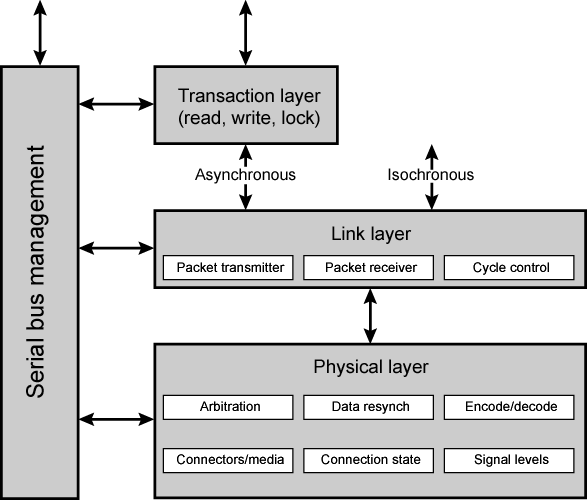 Serial bus management
Transaction layer
(read, write, lock)
Asynchronous
Isochronous
Link layer
Packet transmitter
Packet receiver
Cycle control
Physical layer
Arbitration
Data resynch
Encode/decode
Connectors/media
Connection state
Signal levels